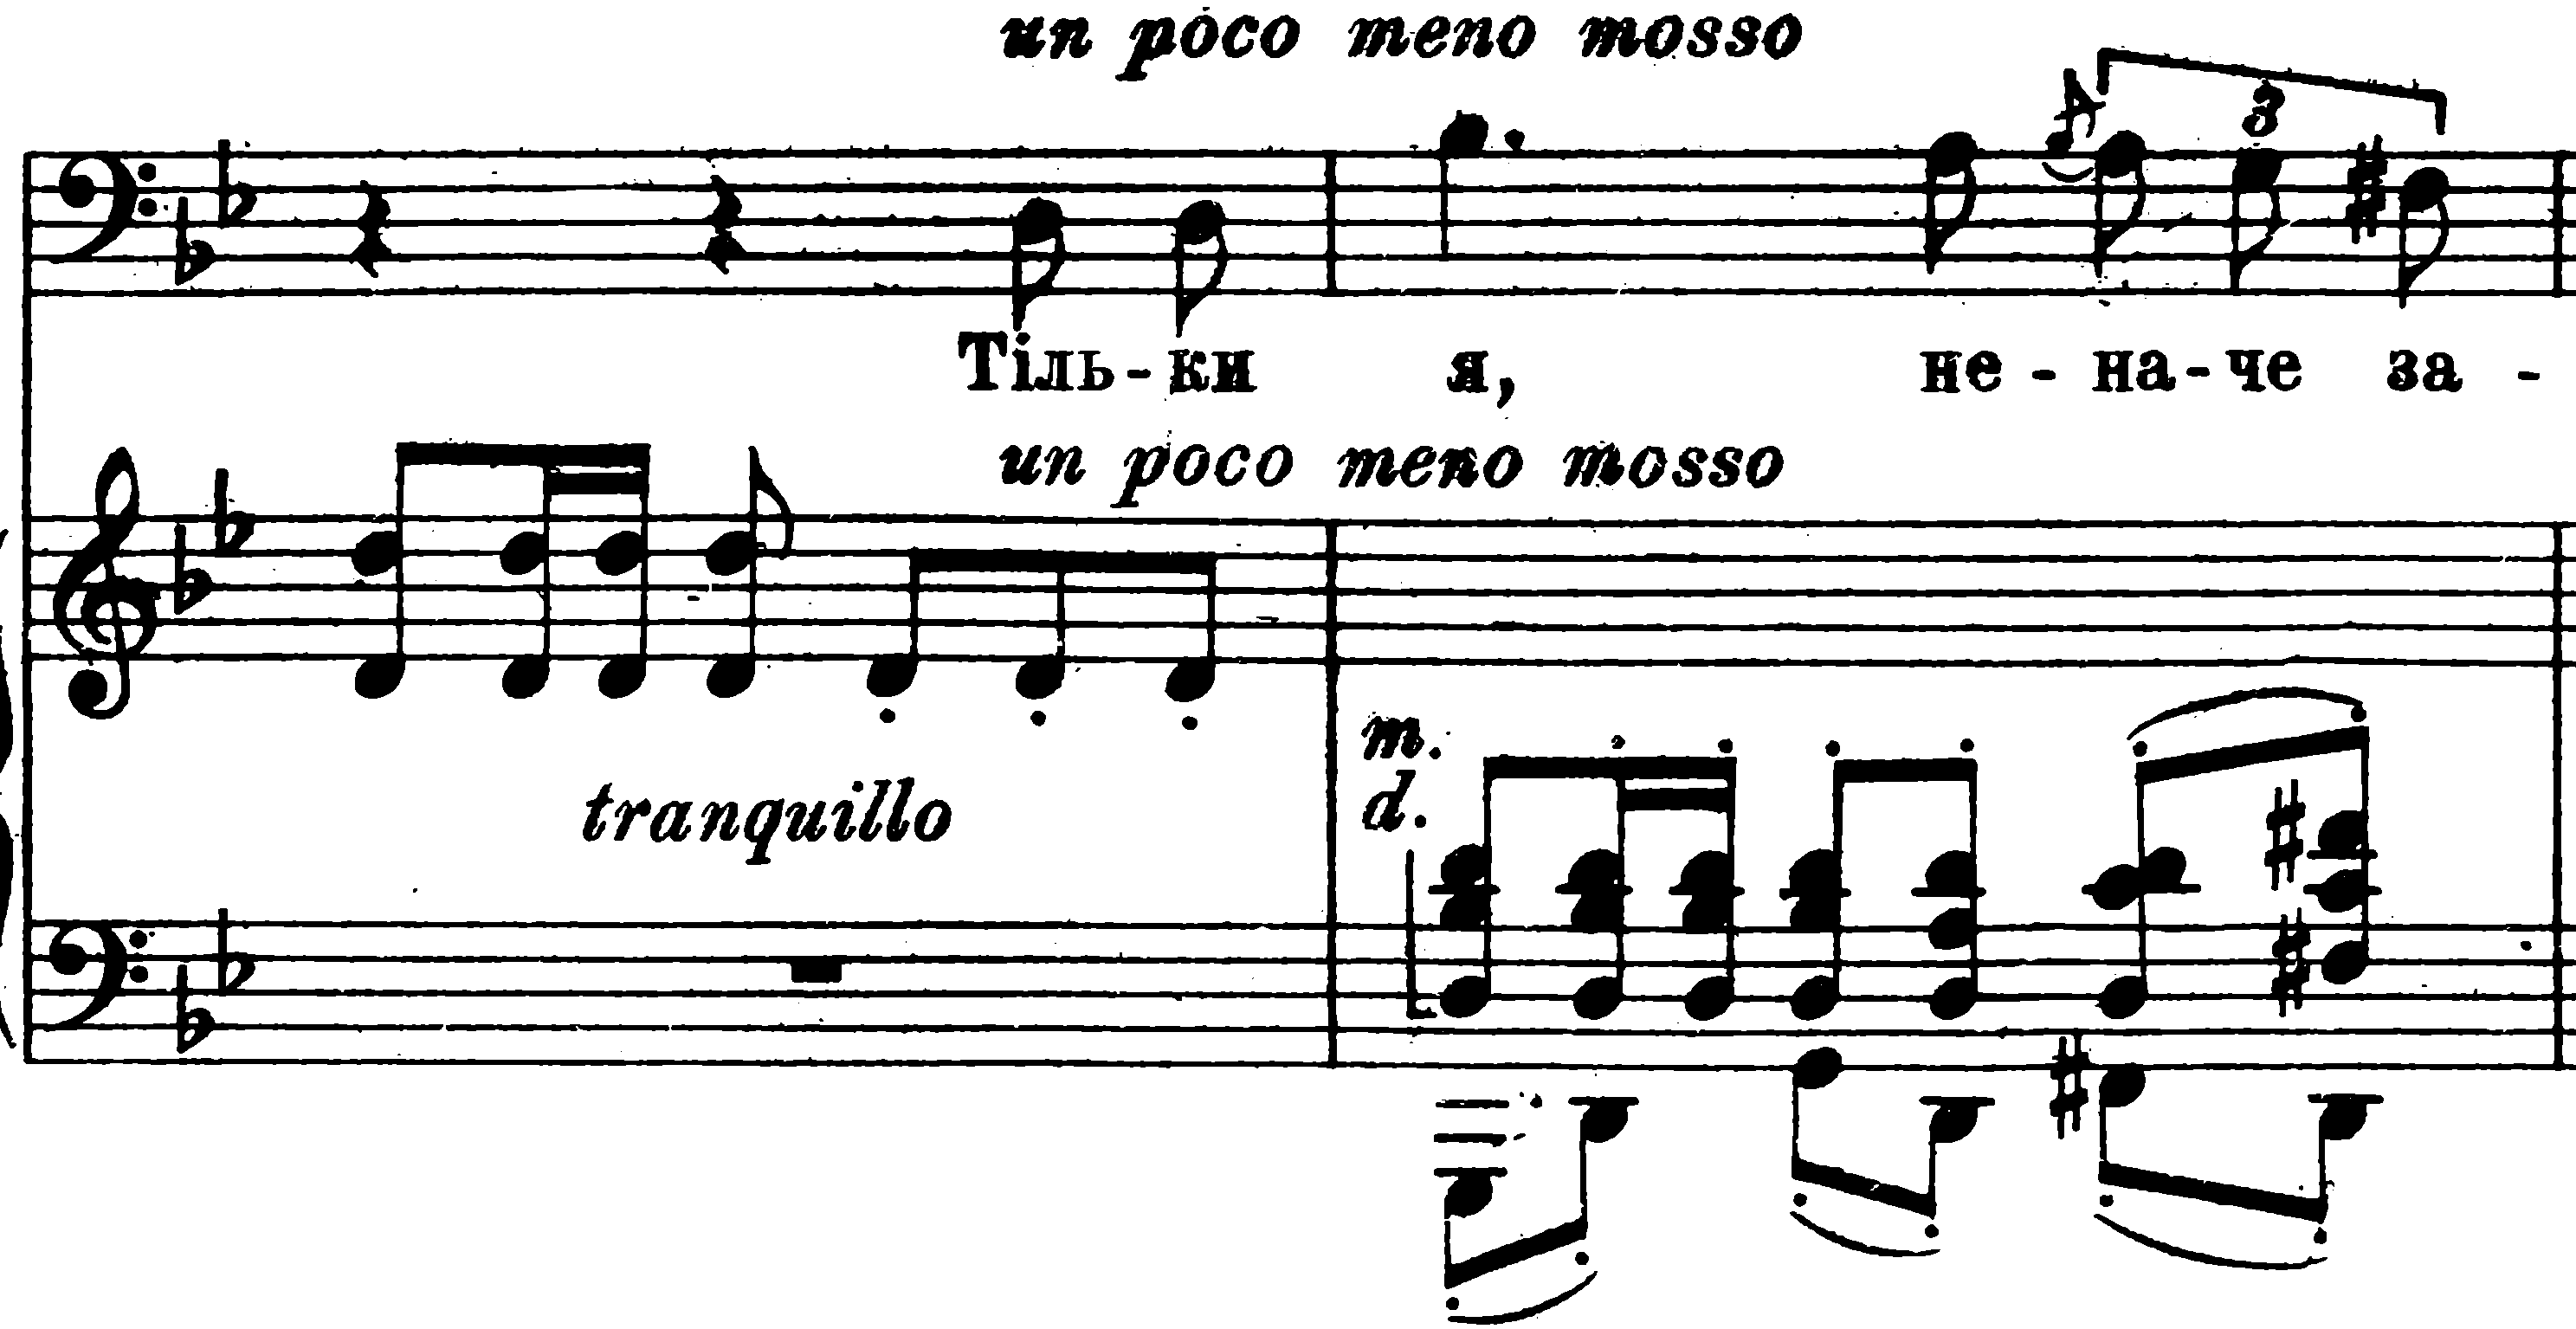 un poco meno mosso
3
Тіль-ки я, не-на-че за-
un poco meno mosso
tranquillo
m.
d.